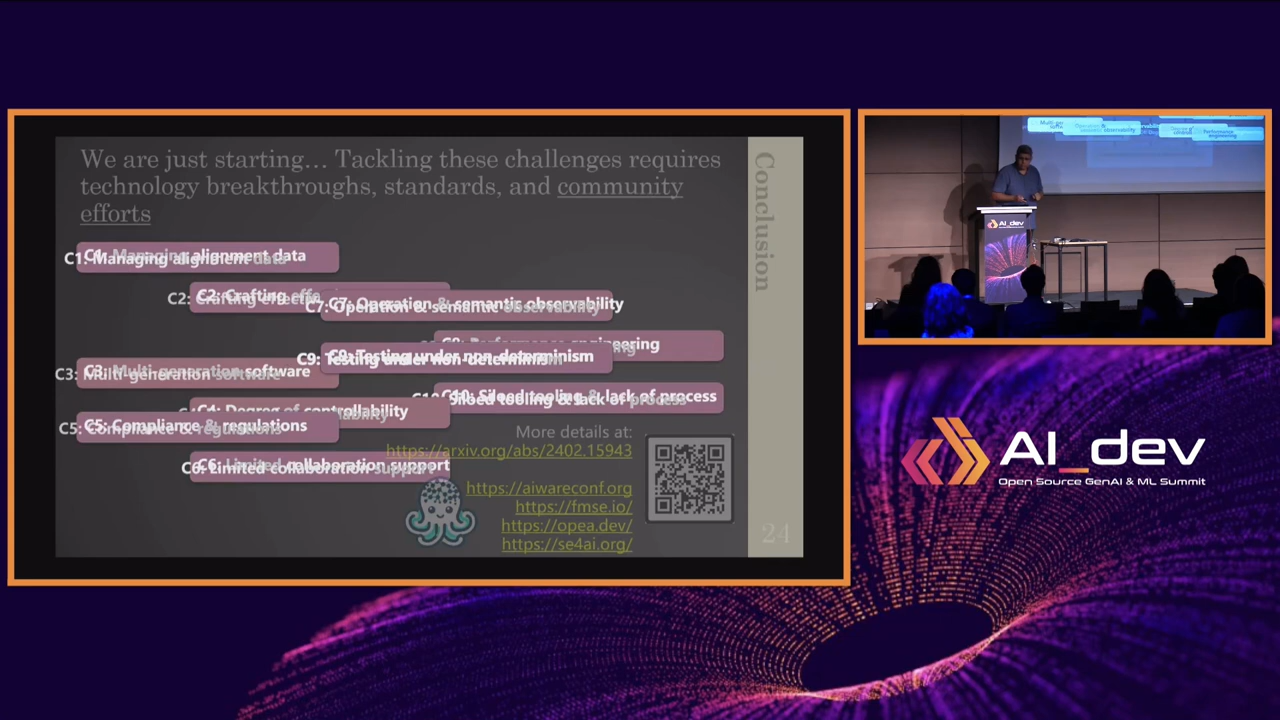 We are just starting... Tackling these challenges requires
technology breakthroughs, standards, and community
efforts
Conclusion
C1: Managing alignment data
C2: Crafting
C7: Operation & semantic observability
engineering
C9: Testing under non-determinism
C3: Multi-generation software
C10: Siloed tooling & lack of process
C4: Degree of controllability
C5: Compliance & regulations
C6: Limited collaboration support
More details at:
https://arxiv.org/abs/2402.15943
https://aiwareconf.org
https://fmse.io/
https://opea.dev/
https://se4ai.org/
24
AI_dev
AI_dev
Open Source GenAI & ML Summit